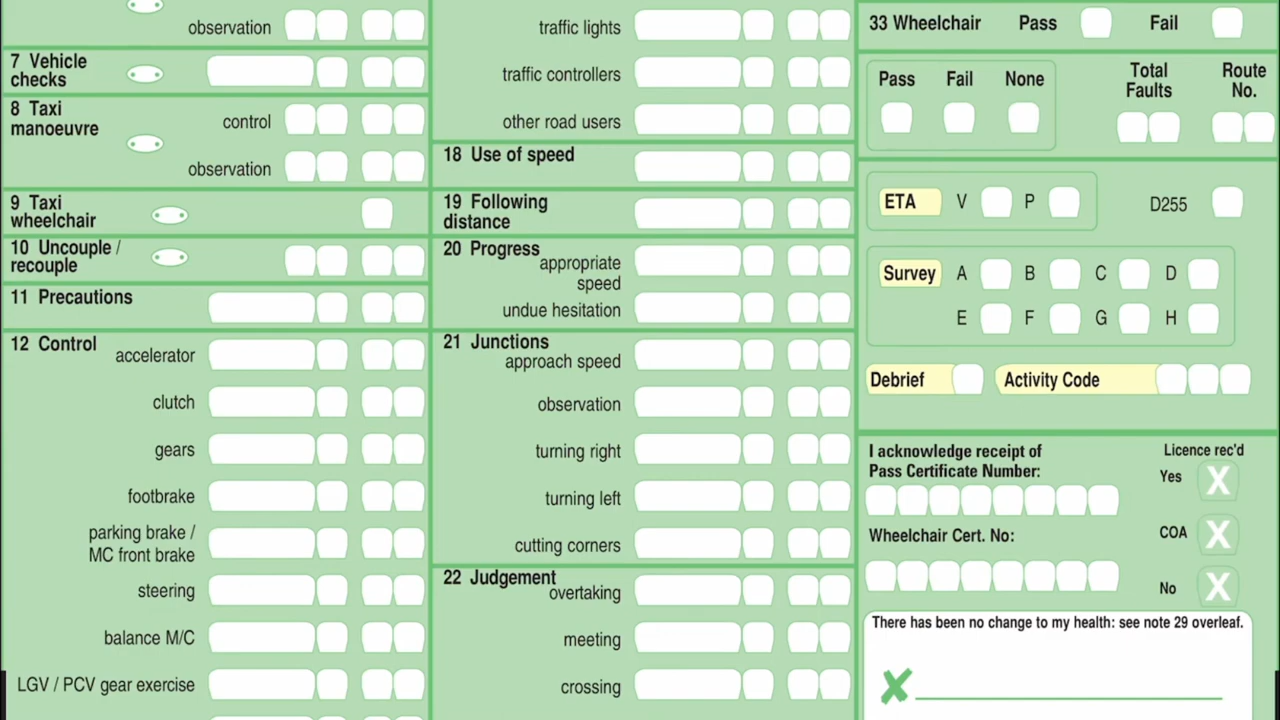 observation
7 Vehicle
checks
8 Taxi
manoeuvre
control
observation
9 Taxi
wheelchair
10 Uncouple /
recouple
11 Precautions
12 Control
accelerator
clutch
gears
footbrake
parking brake /
MC front brake
steering
balance M/C
LGV / PCV gear exercise
traffic lights
traffic controllers
other road users
18 Use of speed
19 Following
distance
20 Progress
appropriate
speed
undue hesitation
21 Junctions
approach speed
observation
turning right
turning left
cutting corners
22 Judgement
overtaking
meeting
crossing
33 Wheelchair Pass Fail
Pass Fail None
Total
Faults
Route
No.
ETA V P
D255
Survey A B C D
E F G H
Debrief
Activity Code
I acknowledge receipt of
Pass Certificate Number:
Licence rec'd
Yes X
Wheelchair Cert. No:
COA X
No X
There has been no change to my health: see note 29 overleaf.
X